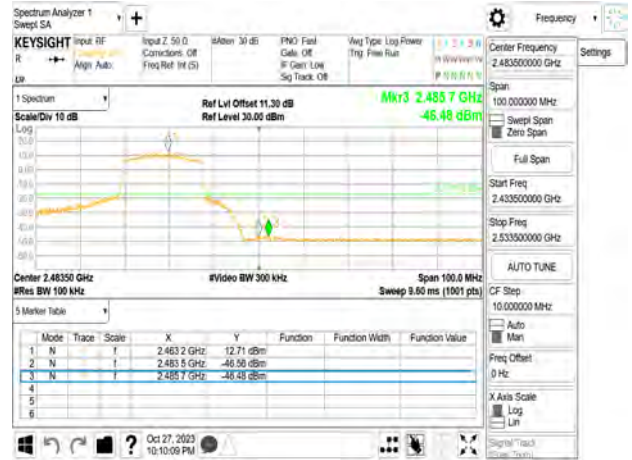 Spectrum Analyzer 1
Swept SA
Frequency
KEYSIGHT
Input: RF
Align: Auto
Input Z: 50 Ω
Corrections: Off
Freq Ref: Int (S)
#Atten: 30 dB
PNO: Fast
Gate: Off
IF Gain: Low
Sig Track: Off
Avg Type: Log-Power
Trig: Free Run
Center Frequency
2.483500000 GHz
Settings
1 Spectrum
Scale/Div 10 dB
Log
Ref Lvl Offset 11.30 dB
Ref Level 30.00 dBm
Mkr3 2.485 7 GHz
-46.48 dBm
Span
100.000000 MHz
Swept Span
Zero Span
Full Span
Start Freq
2.433500000 GHz
Stop Freq
2.533500000 GHz
AUTO TUNE
Center 2.48350 GHz
#Res BW 100 kHz
#Video BW 300 kHz
Span 100.0 MHz
Sweep 9.60 ms (1001 pts)
CF Step
10.000000 MHz
Auto
Man
5 Marker Table
Mode Trace Scale X Y Function Function Width Function Value
1 N f 2.463 2 GHz 12.71 dBm
2 N f 2.483 5 GHz -46.56 dBm
3 N f 2.485 7 GHz -46.48 dBm
4
5
6
Freq Offset
0 Hz
X Axis Scale
Log
Lin
Signal Track
Oct 27, 2023
10:10:09 PM